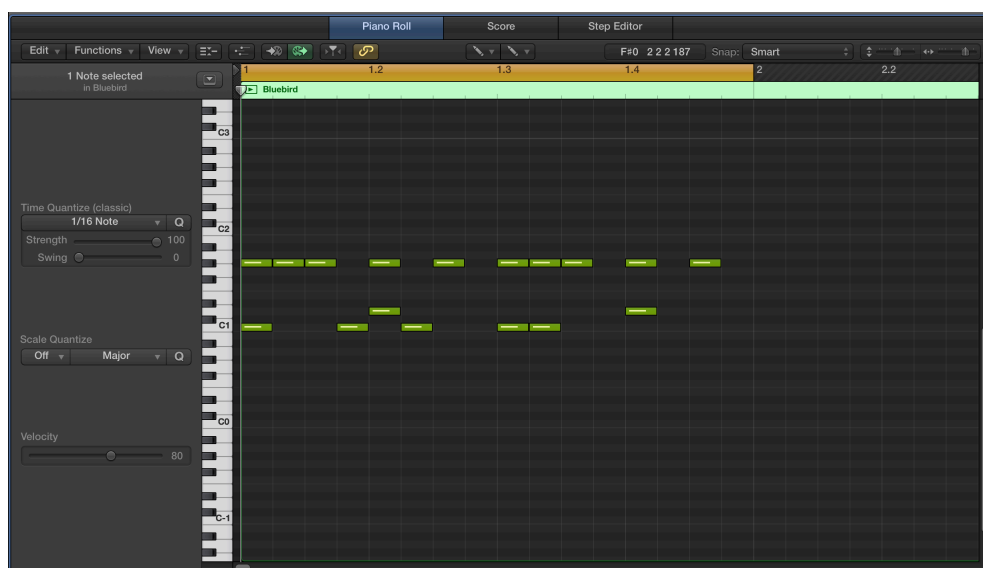 Piano Roll Score Step Editor
Edit Functions View F#0 2 2 2 187 Snap: Smart
1 Note selected
in Bluebird
1 1.2 1.3 1.4 2 2.2
Bluebird
C3
Time Quantize (classic)
1/16 Note Q
C2
Strength 100
Swing 0
C1
Scale Quantize
Off Major Q
C0
Velocity
80
C-1